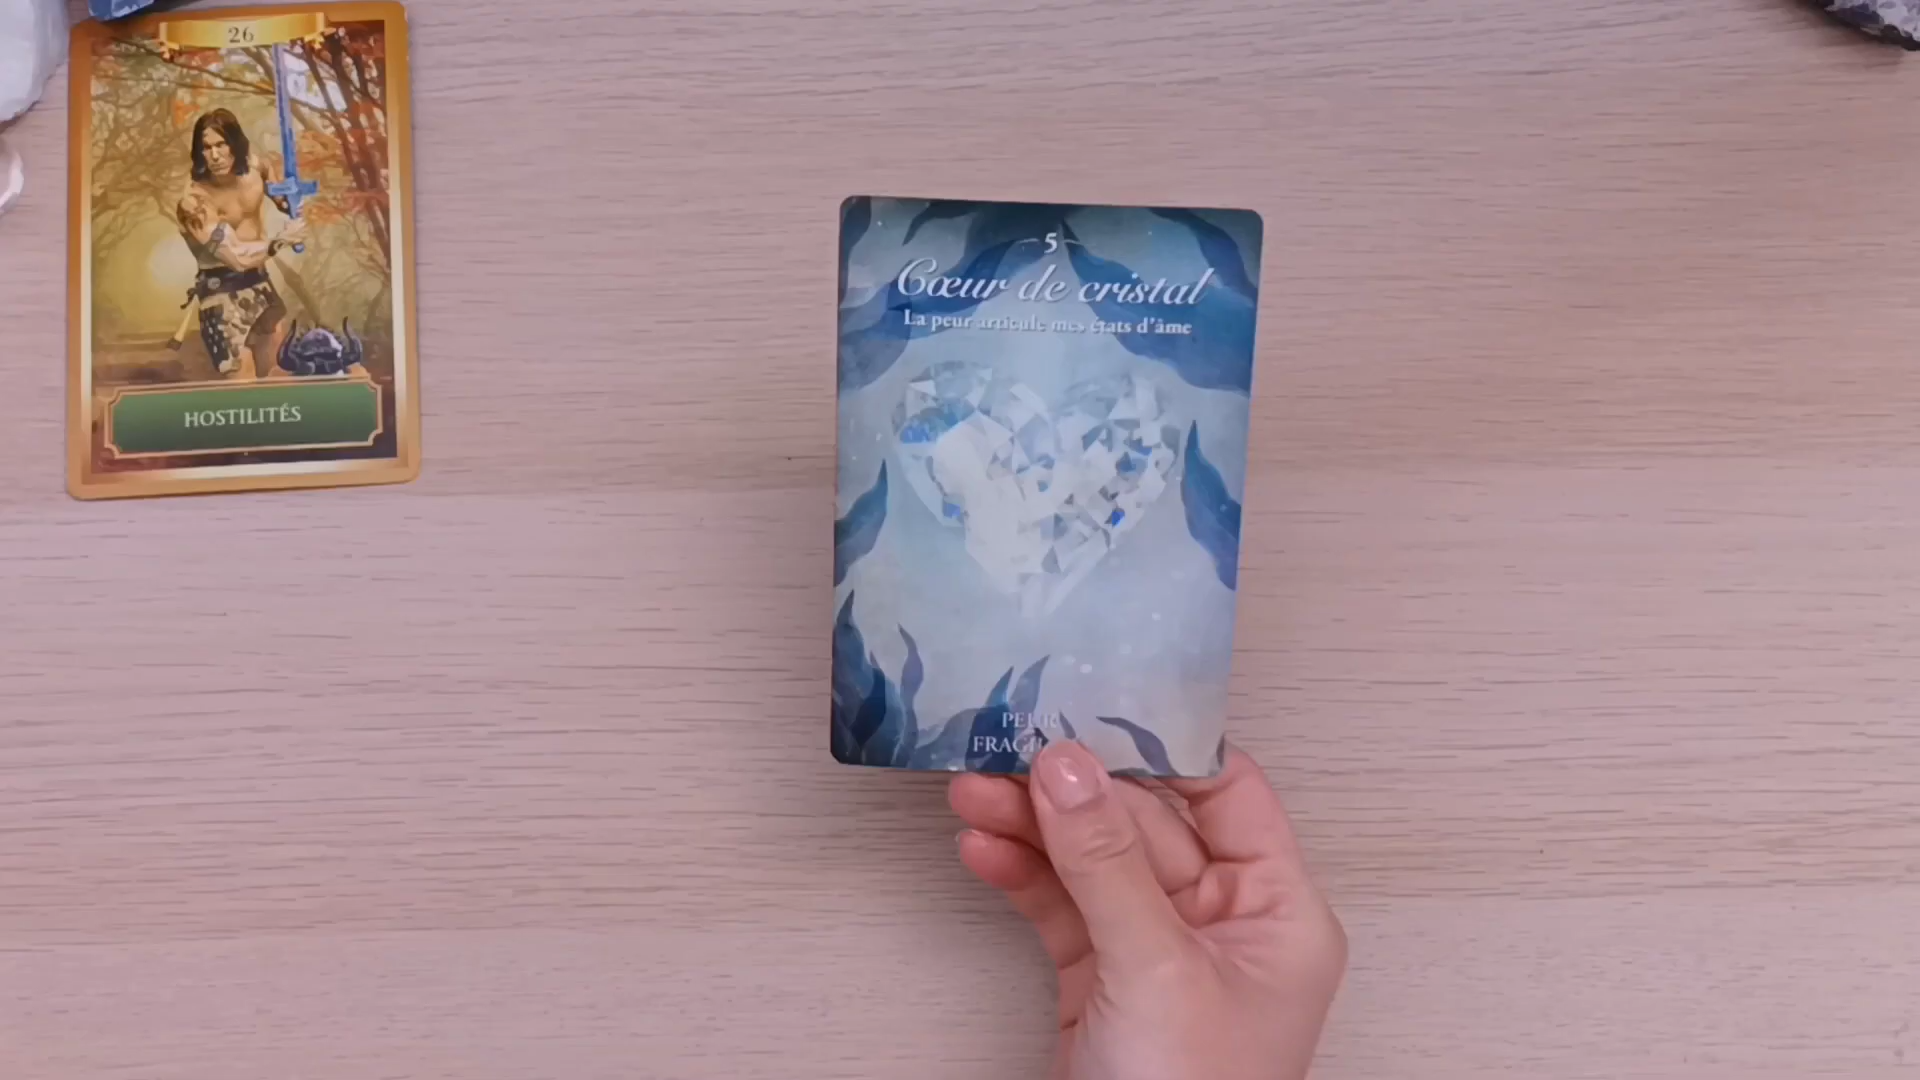 26
HOSTILITÉS
5
Cœur de cristal
La peur articule mes états d'âme
PEUR